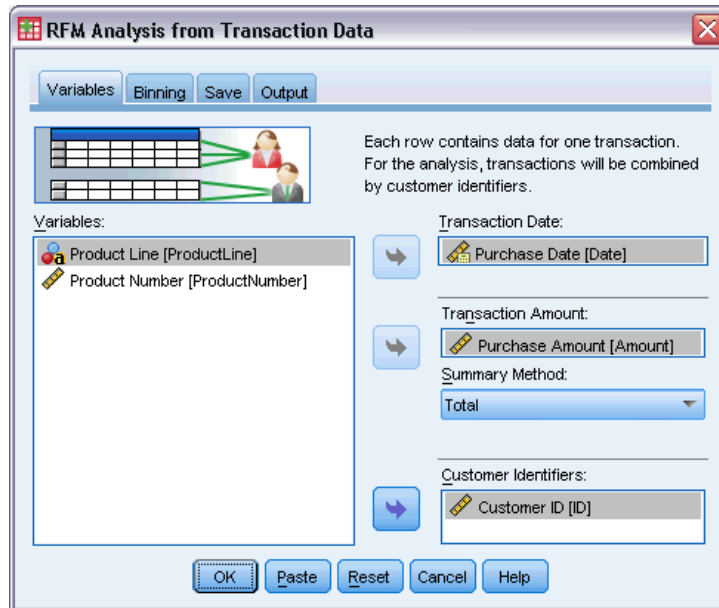 RFM Analysis from Transaction Data
Variables
Binning
Save
Output
Each row contains data for one transaction.
For the analysis, transactions will be combined
by customer identifiers.
Variables:
Product Line [ProductLine]
Product Number [ProductNumber]
Transaction Date:
Purchase Date [Date]
Transaction Amount:
Purchase Amount [Amount]
Summary Method:
Total
Customer Identifiers:
Customer ID [ID]
OK
Paste
Reset
Cancel
Help